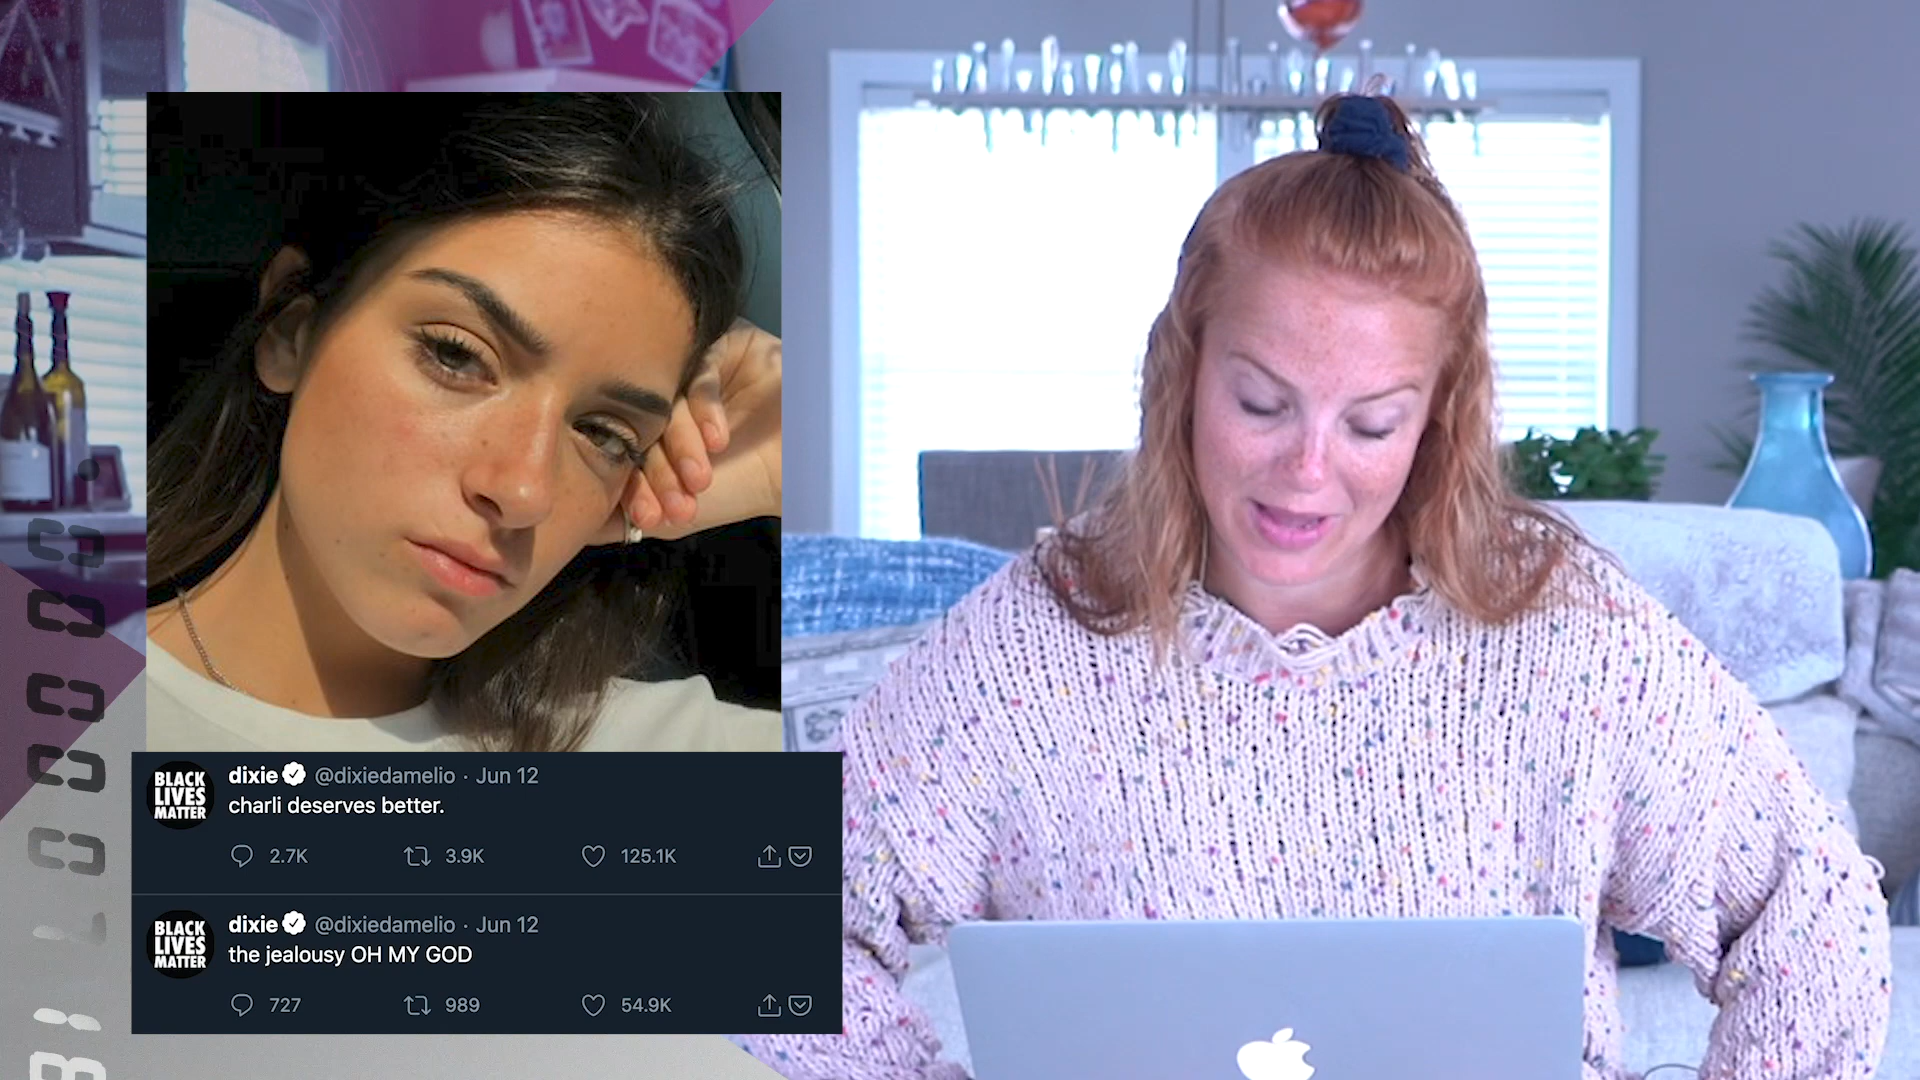 dixie @dixiedamelio · Jun 12
charli deserves better.
2.7K 3.9K 125.1K
dixie @dixiedamelio · Jun 12
the jealousy OH MY GOD
727 989 54.9K
BLACK
LIVES
MATTER
BLACK
LIVES
MATTER